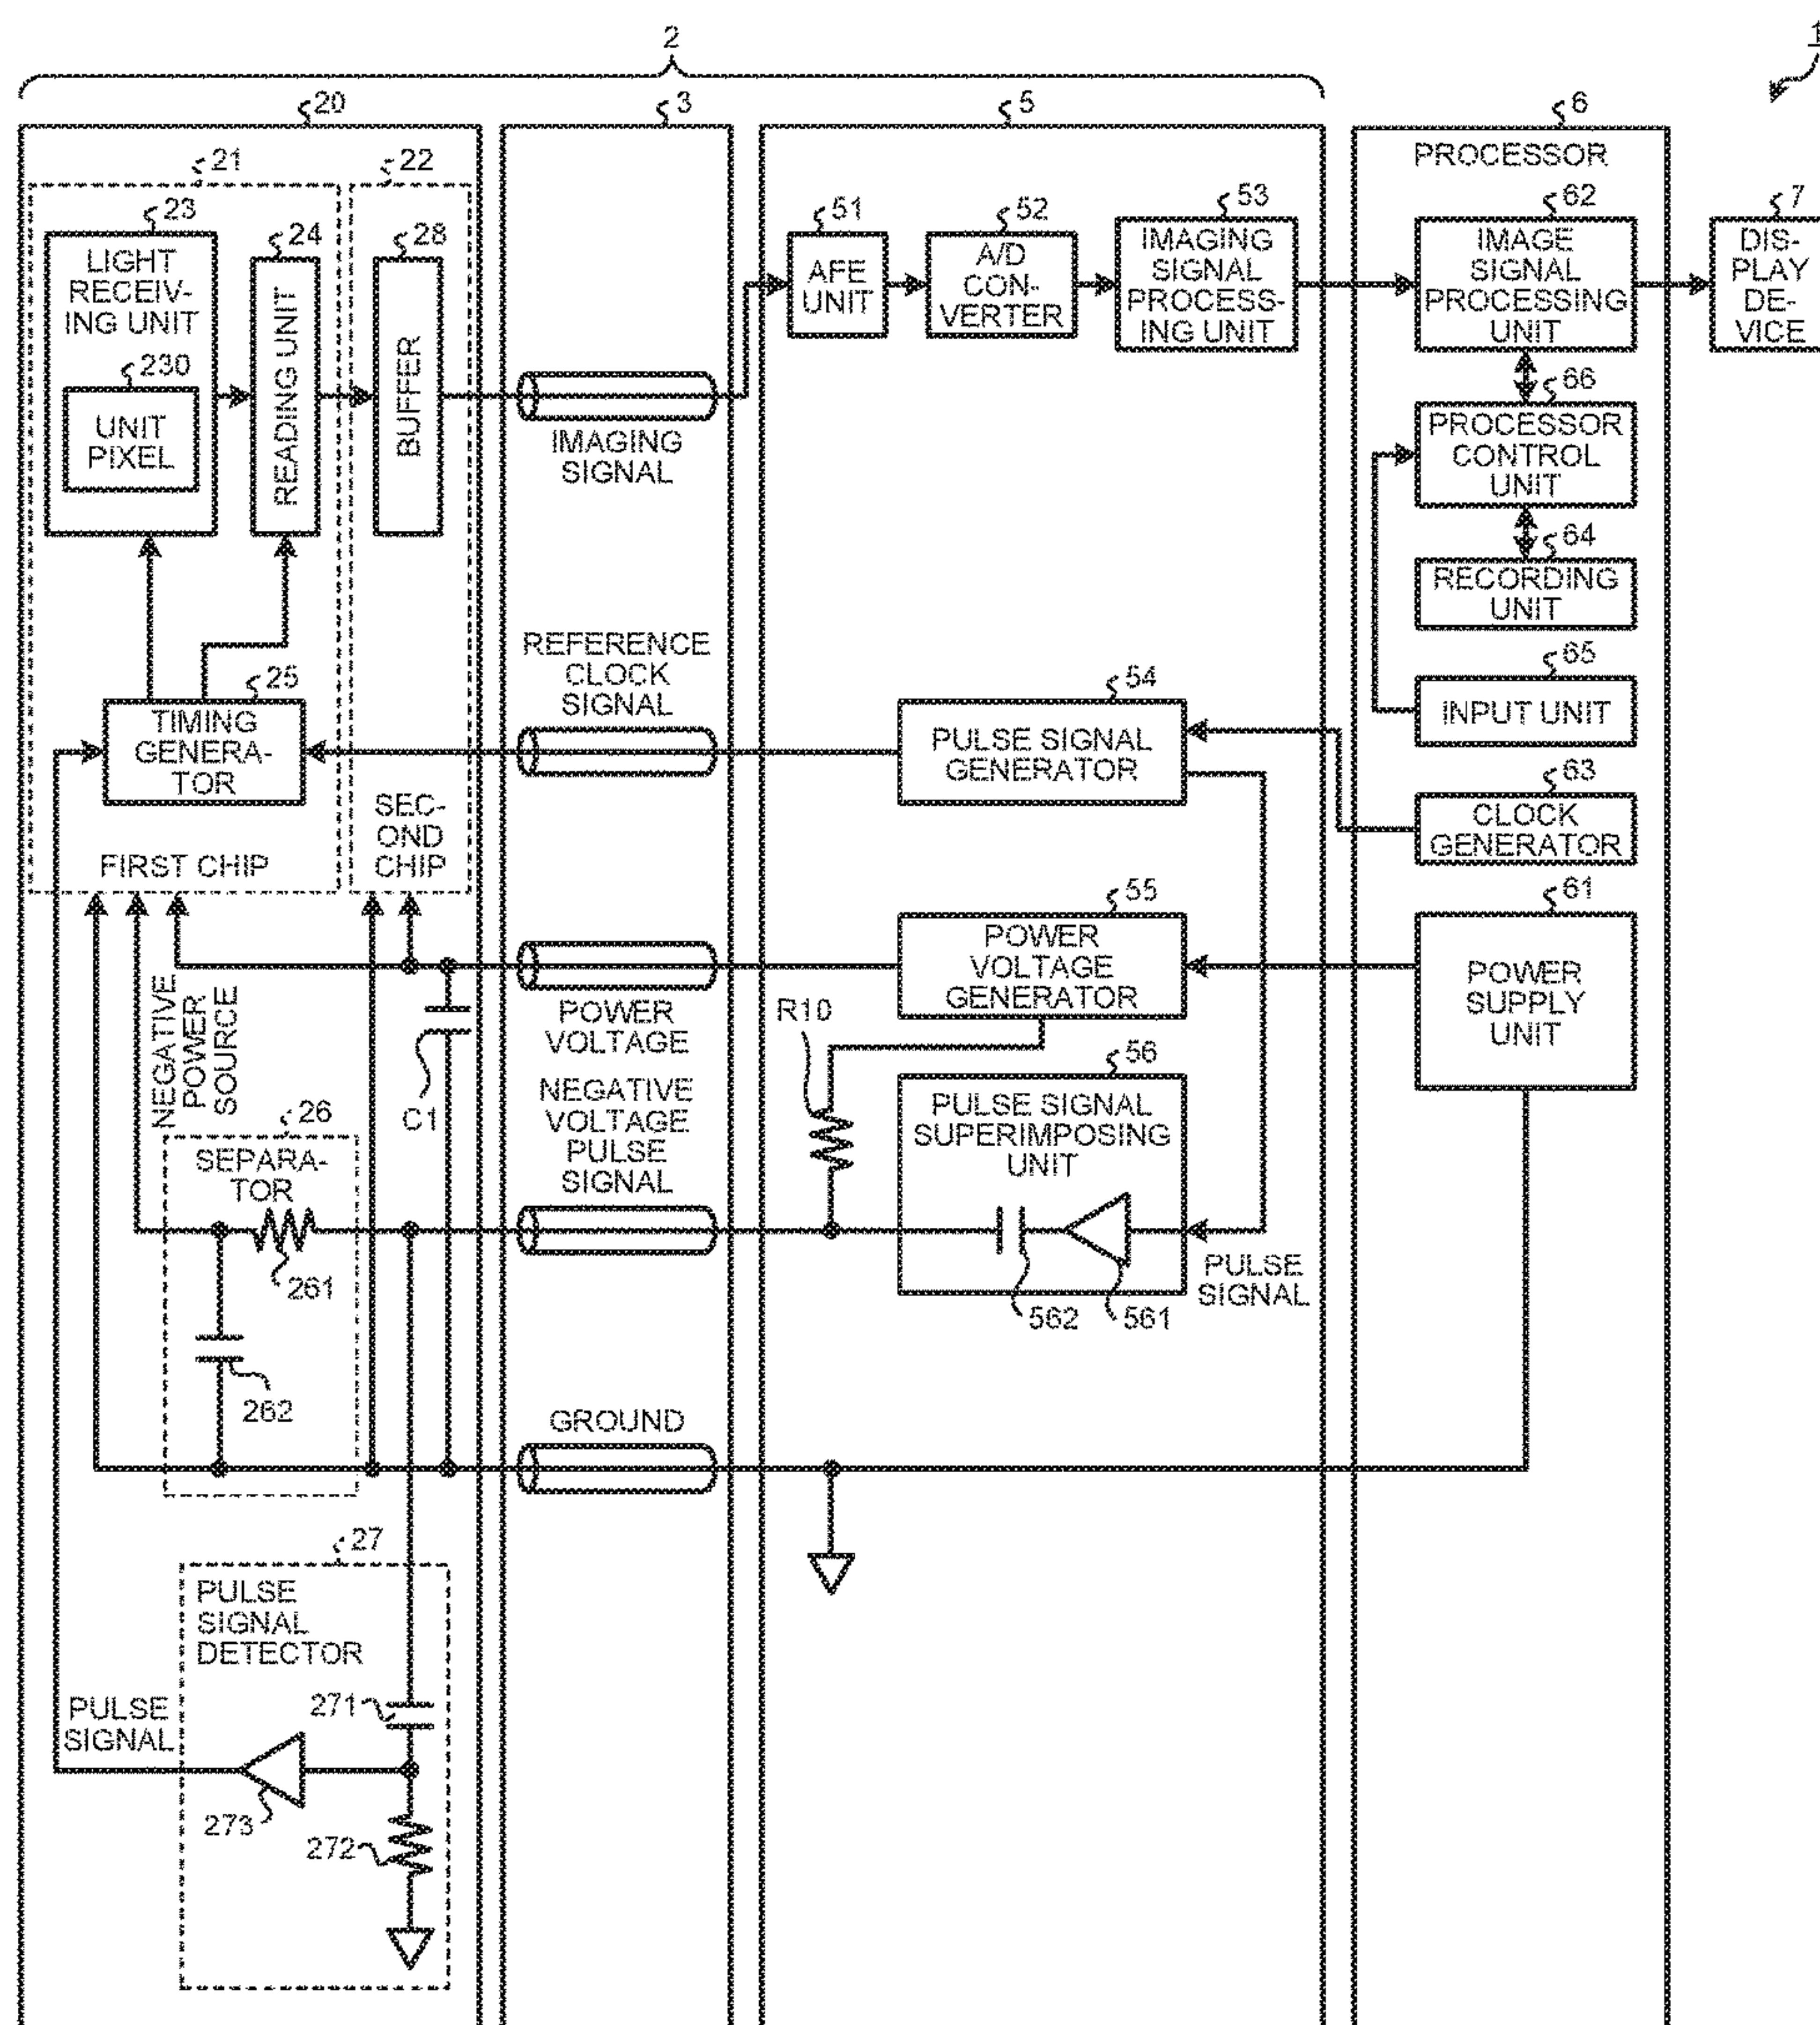 1
2
20
3
5
6
PROCESSOR
21
22
23
LIGHT
RECEIV-
ING UNIT
230
UNIT
PIXEL
24
READING UNIT
28
BUFFER
IMAGING
SIGNAL
51
AFE
UNIT
52
A/D
CON-
VERTER
53
IMAGING
SIGNAL
PROCESS-
ING UNIT
62
IMAGE
SIGNAL
PROCESSING
UNIT
7
DIS-
PLAY
DE-
VICE
66
PROCESSOR
CONTROL
UNIT
64
RECORDING
UNIT
65
INPUT UNIT
63
CLOCK
GENERATOR
61
POWER
SUPPLY
UNIT
25
TIMING
GENERA-
TOR
FIRST CHIP
SEC-
OND
CHIP
REFERENCE
CLOCK
SIGNAL
54
PULSE SIGNAL
GENERATOR
55
POWER
VOLTAGE
GENERATOR
POWER
VOLTAGE
R10
C1
NEGATIVE
POWER
SOURCE
NEGATIVE
VOLTAGE
PULSE
SIGNAL
56
PULSE SIGNAL
SUPERIMPOSING
UNIT
562
561
PULSE
SIGNAL
26
SEPARA-
TOR
261
262
GROUND
27
PULSE
SIGNAL
DETECTOR
PULSE
SIGNAL
271
273
272